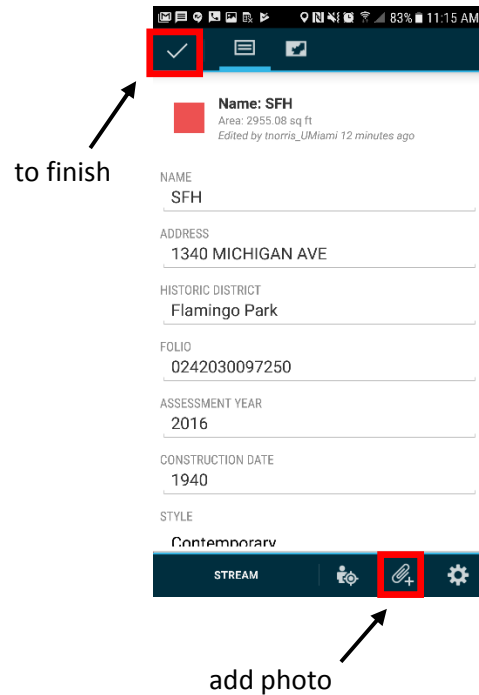 83% 11:15 AM
Name: SFH
Area: 2955.08 sq ft
Edited by tnorris_UMiami 12 minutes ago
to finish
NAME
SFH
ADDRESS
1340 MICHIGAN AVE
HISTORIC DISTRICT
Flamingo Park
FOLIO
0242030097250
ASSESSMENT YEAR
2016
CONSTRUCTION DATE
1940
STYLE
Contemporary
STREAM
add photo